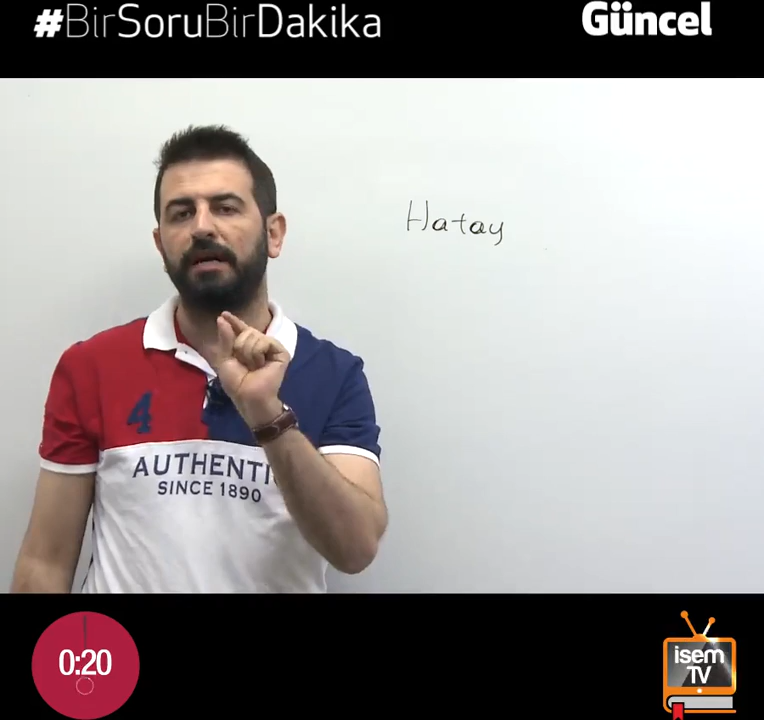 #BirSoruBirDakika
Güncel
Hatay
4
AUTHENTI
SINCE 1890
0:20
isem
TV